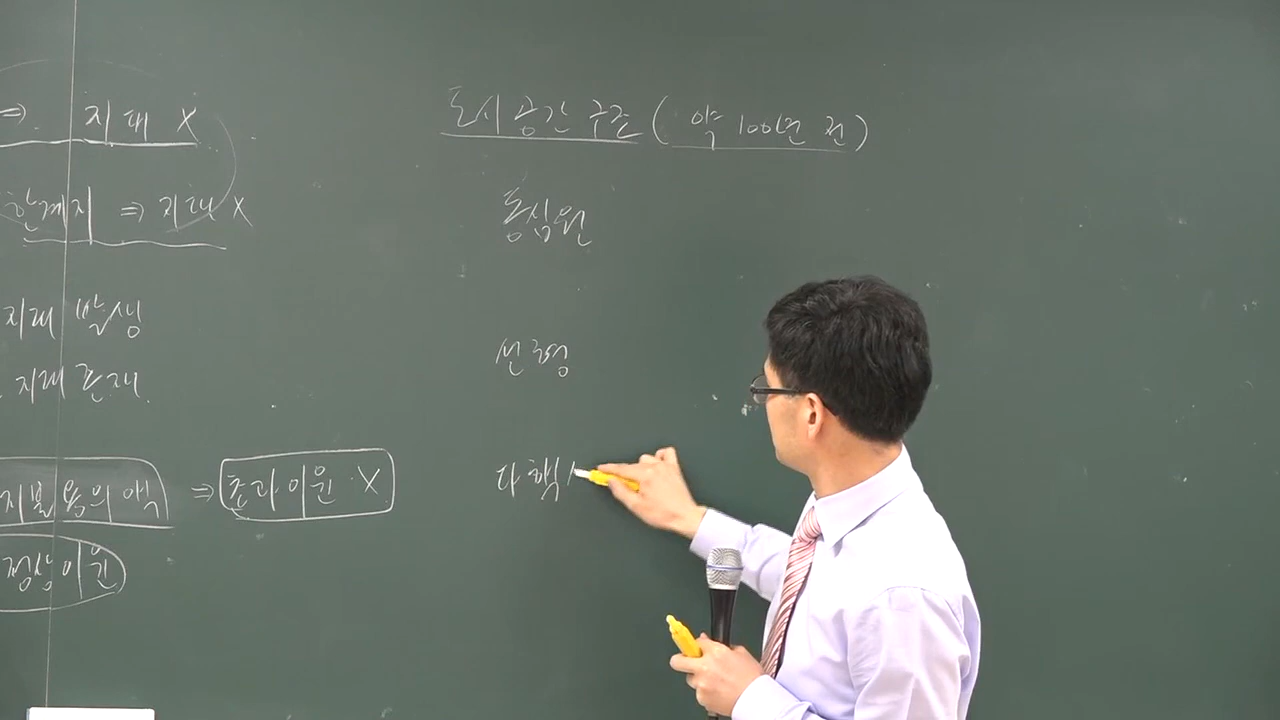 ⇒ 지대 X
한계지 ⇒ 지대 X
지대 발생
지대 존재.
지불용의액 ⇒ 초과이윤 X
정상이윤
도시공간구조 (약 100년 전)
동심원
선형
다핵